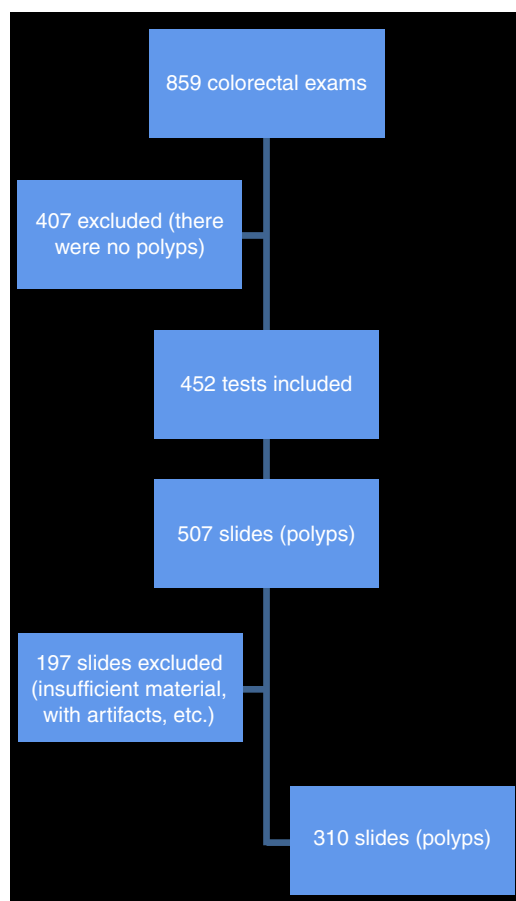 859 colorectal exams
407 excluded (there
were no polyps)
452 tests included
507 slides (polyps)
197 slides excluded
(insufficient material,
with artifacts, etc.)
310 slides (polyps)